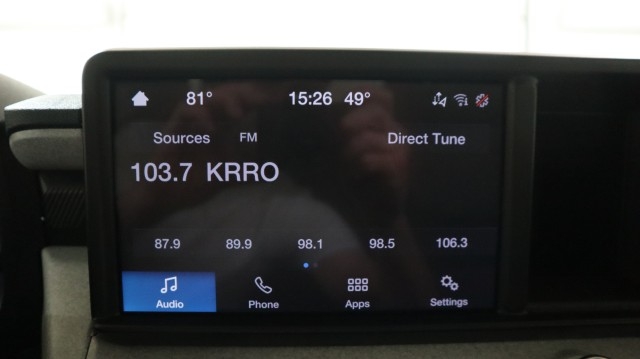 81° 15:26 49°
Sources FM Direct Tune
103.7 KRRO
87.9 89.9 98.1 98.5 106.3
Audio Phone Apps Settings